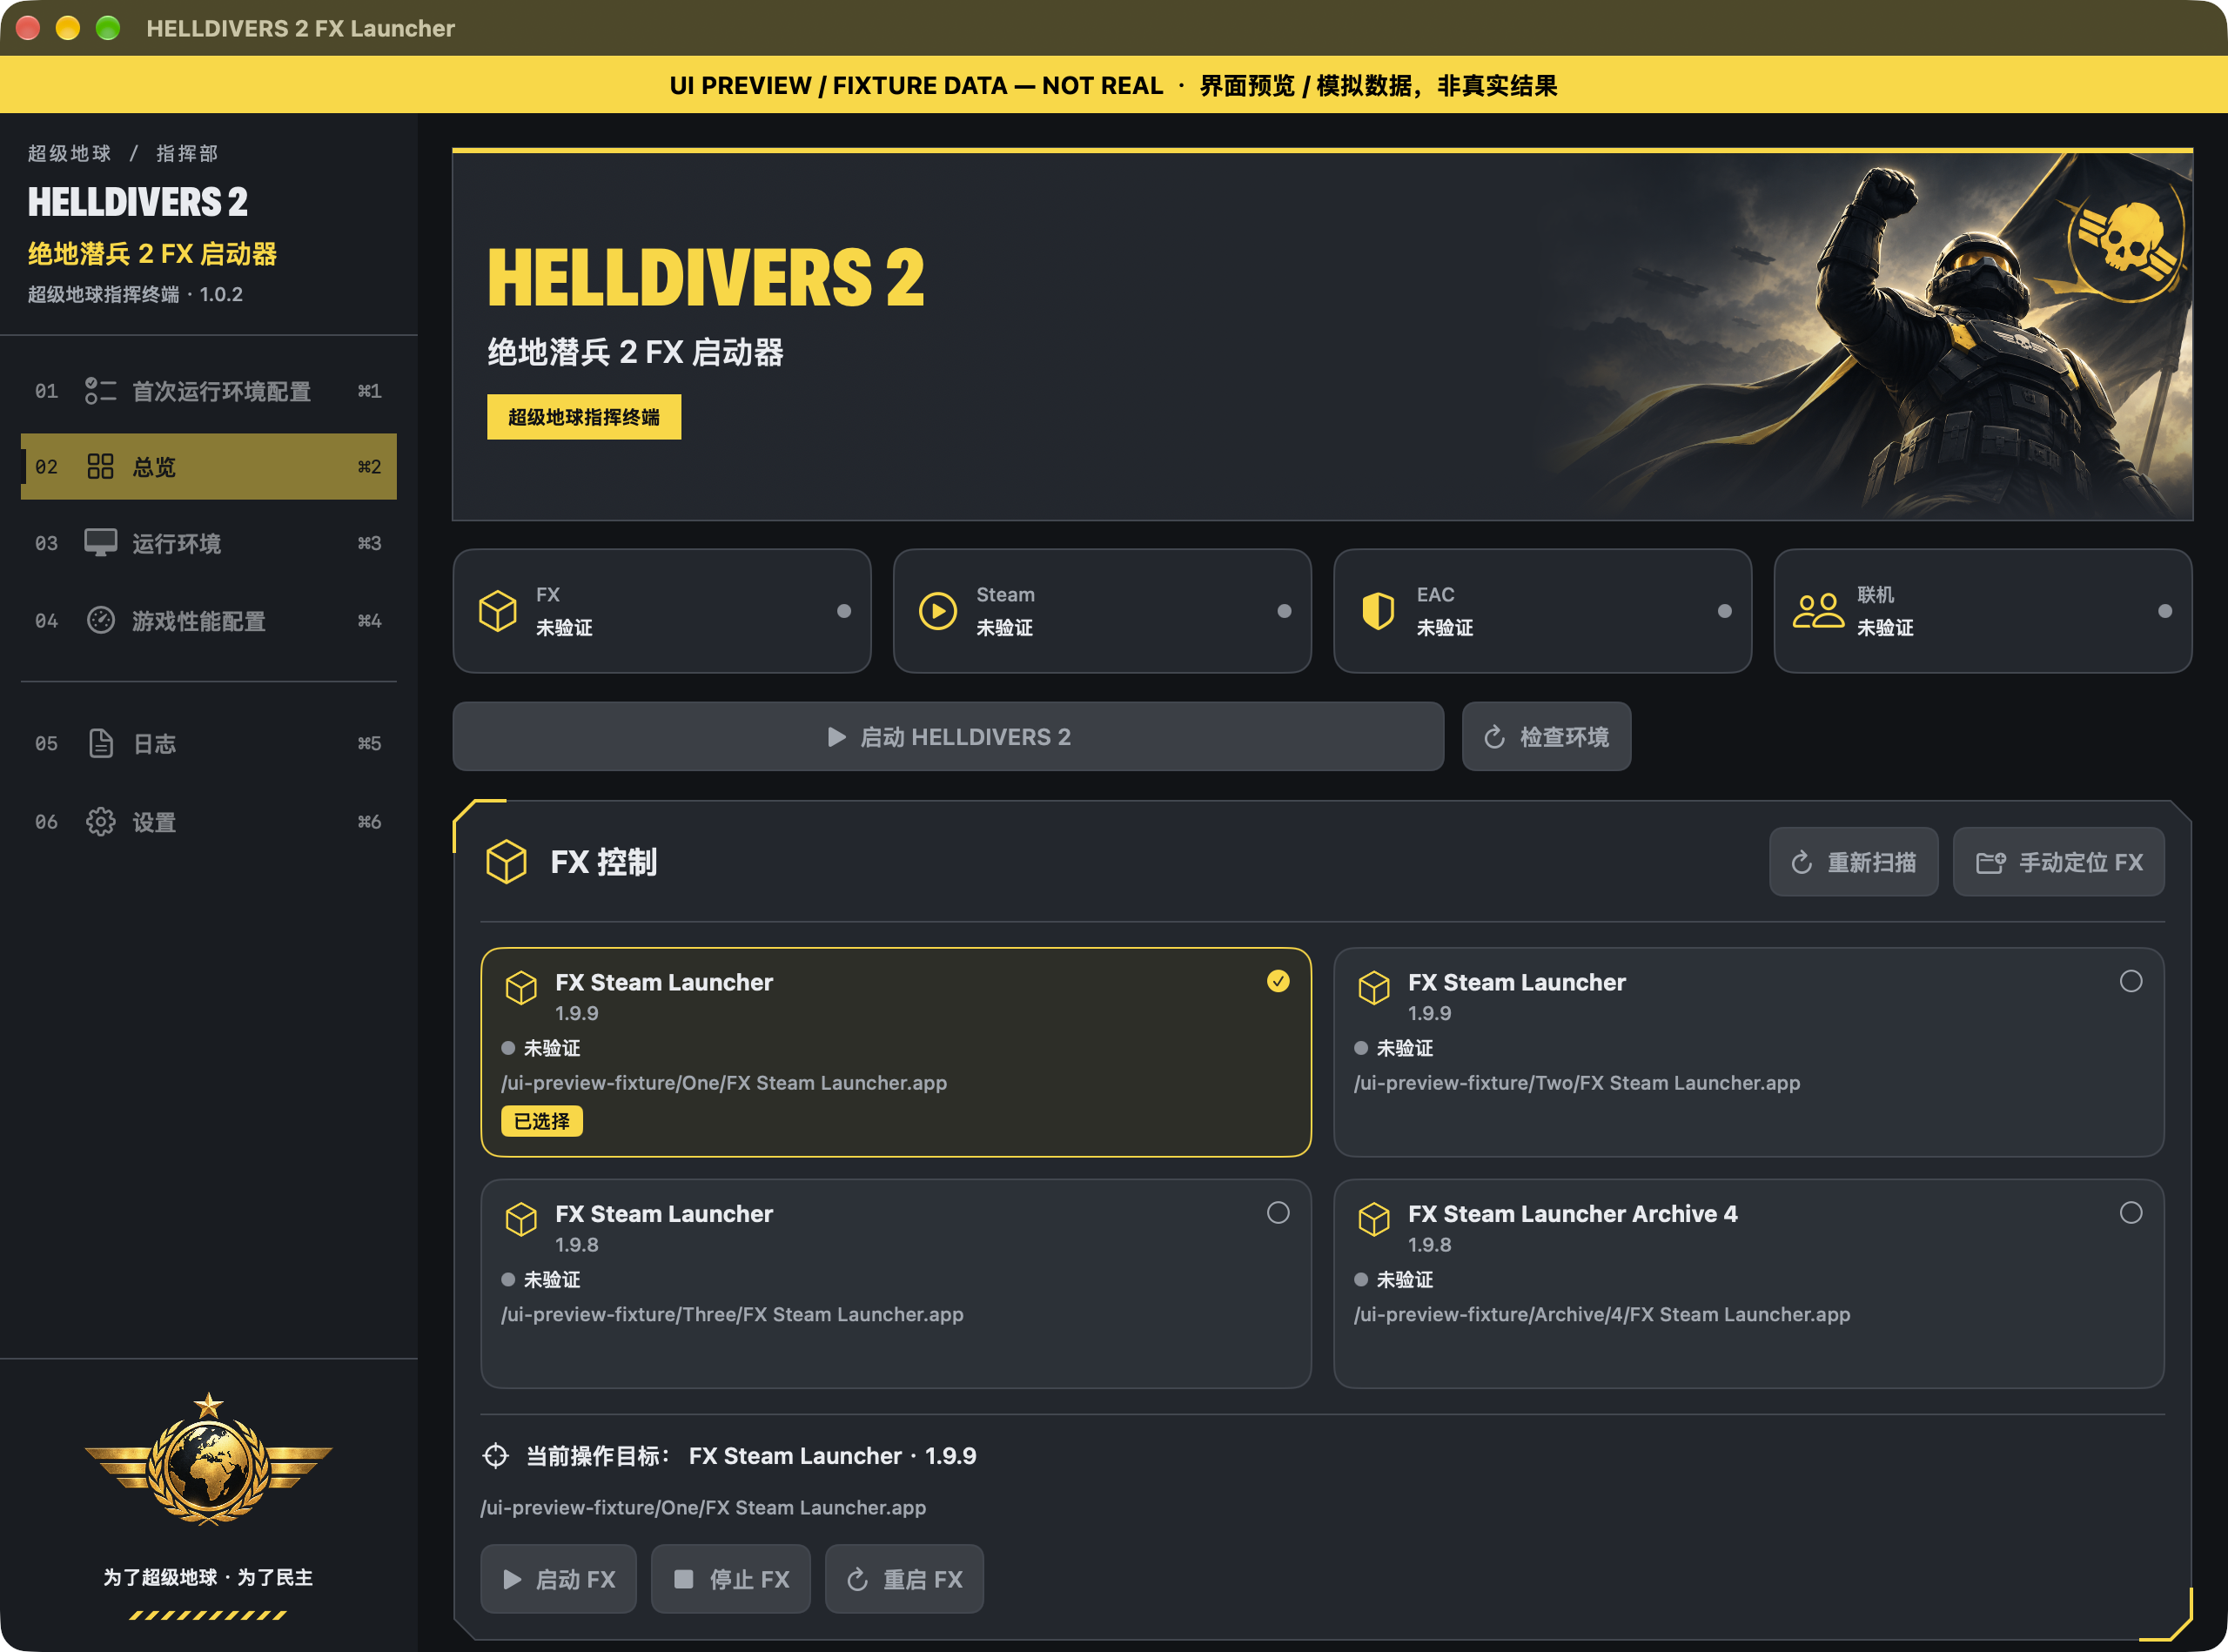 HELLDIVERS 2 FX Launcher
UI PREVIEW / FIXTURE DATA — NOT REAL · 界面预览 / 模拟数据，非真实结果
超级地球 / 指挥部
HELLDIVERS 2
绝地潜兵 2 FX 启动器
超级地球指挥终端 · 1.0.2
01 首次运行环境配置 ⌘1
02 总览 ⌘2
03 运行环境 ⌘3
04 游戏性能配置 ⌘4
05 日志 ⌘5
06 设置 ⌘6
为了超级地球 · 为了民主
HELLDIVERS 2
绝地潜兵 2 FX 启动器
超级地球指挥终端
FX
未验证
Steam
未验证
EAC
未验证
联机
未验证
启动 HELLDIVERS 2
检查环境
FX 控制
重新扫描
手动定位 FX
FX Steam Launcher
1.9.9
未验证
/ui-preview-fixture/One/FX Steam Launcher.app
已选择
FX Steam Launcher
1.9.9
未验证
/ui-preview-fixture/Two/FX Steam Launcher.app
FX Steam Launcher
1.9.8
未验证
/ui-preview-fixture/Three/FX Steam Launcher.app
FX Steam Launcher Archive 4
1.9.8
未验证
/ui-preview-fixture/Archive/4/FX Steam Launcher.app
当前操作目标： FX Steam Launcher · 1.9.9
/ui-preview-fixture/One/FX Steam Launcher.app
启动 FX
停止 FX
重启 FX